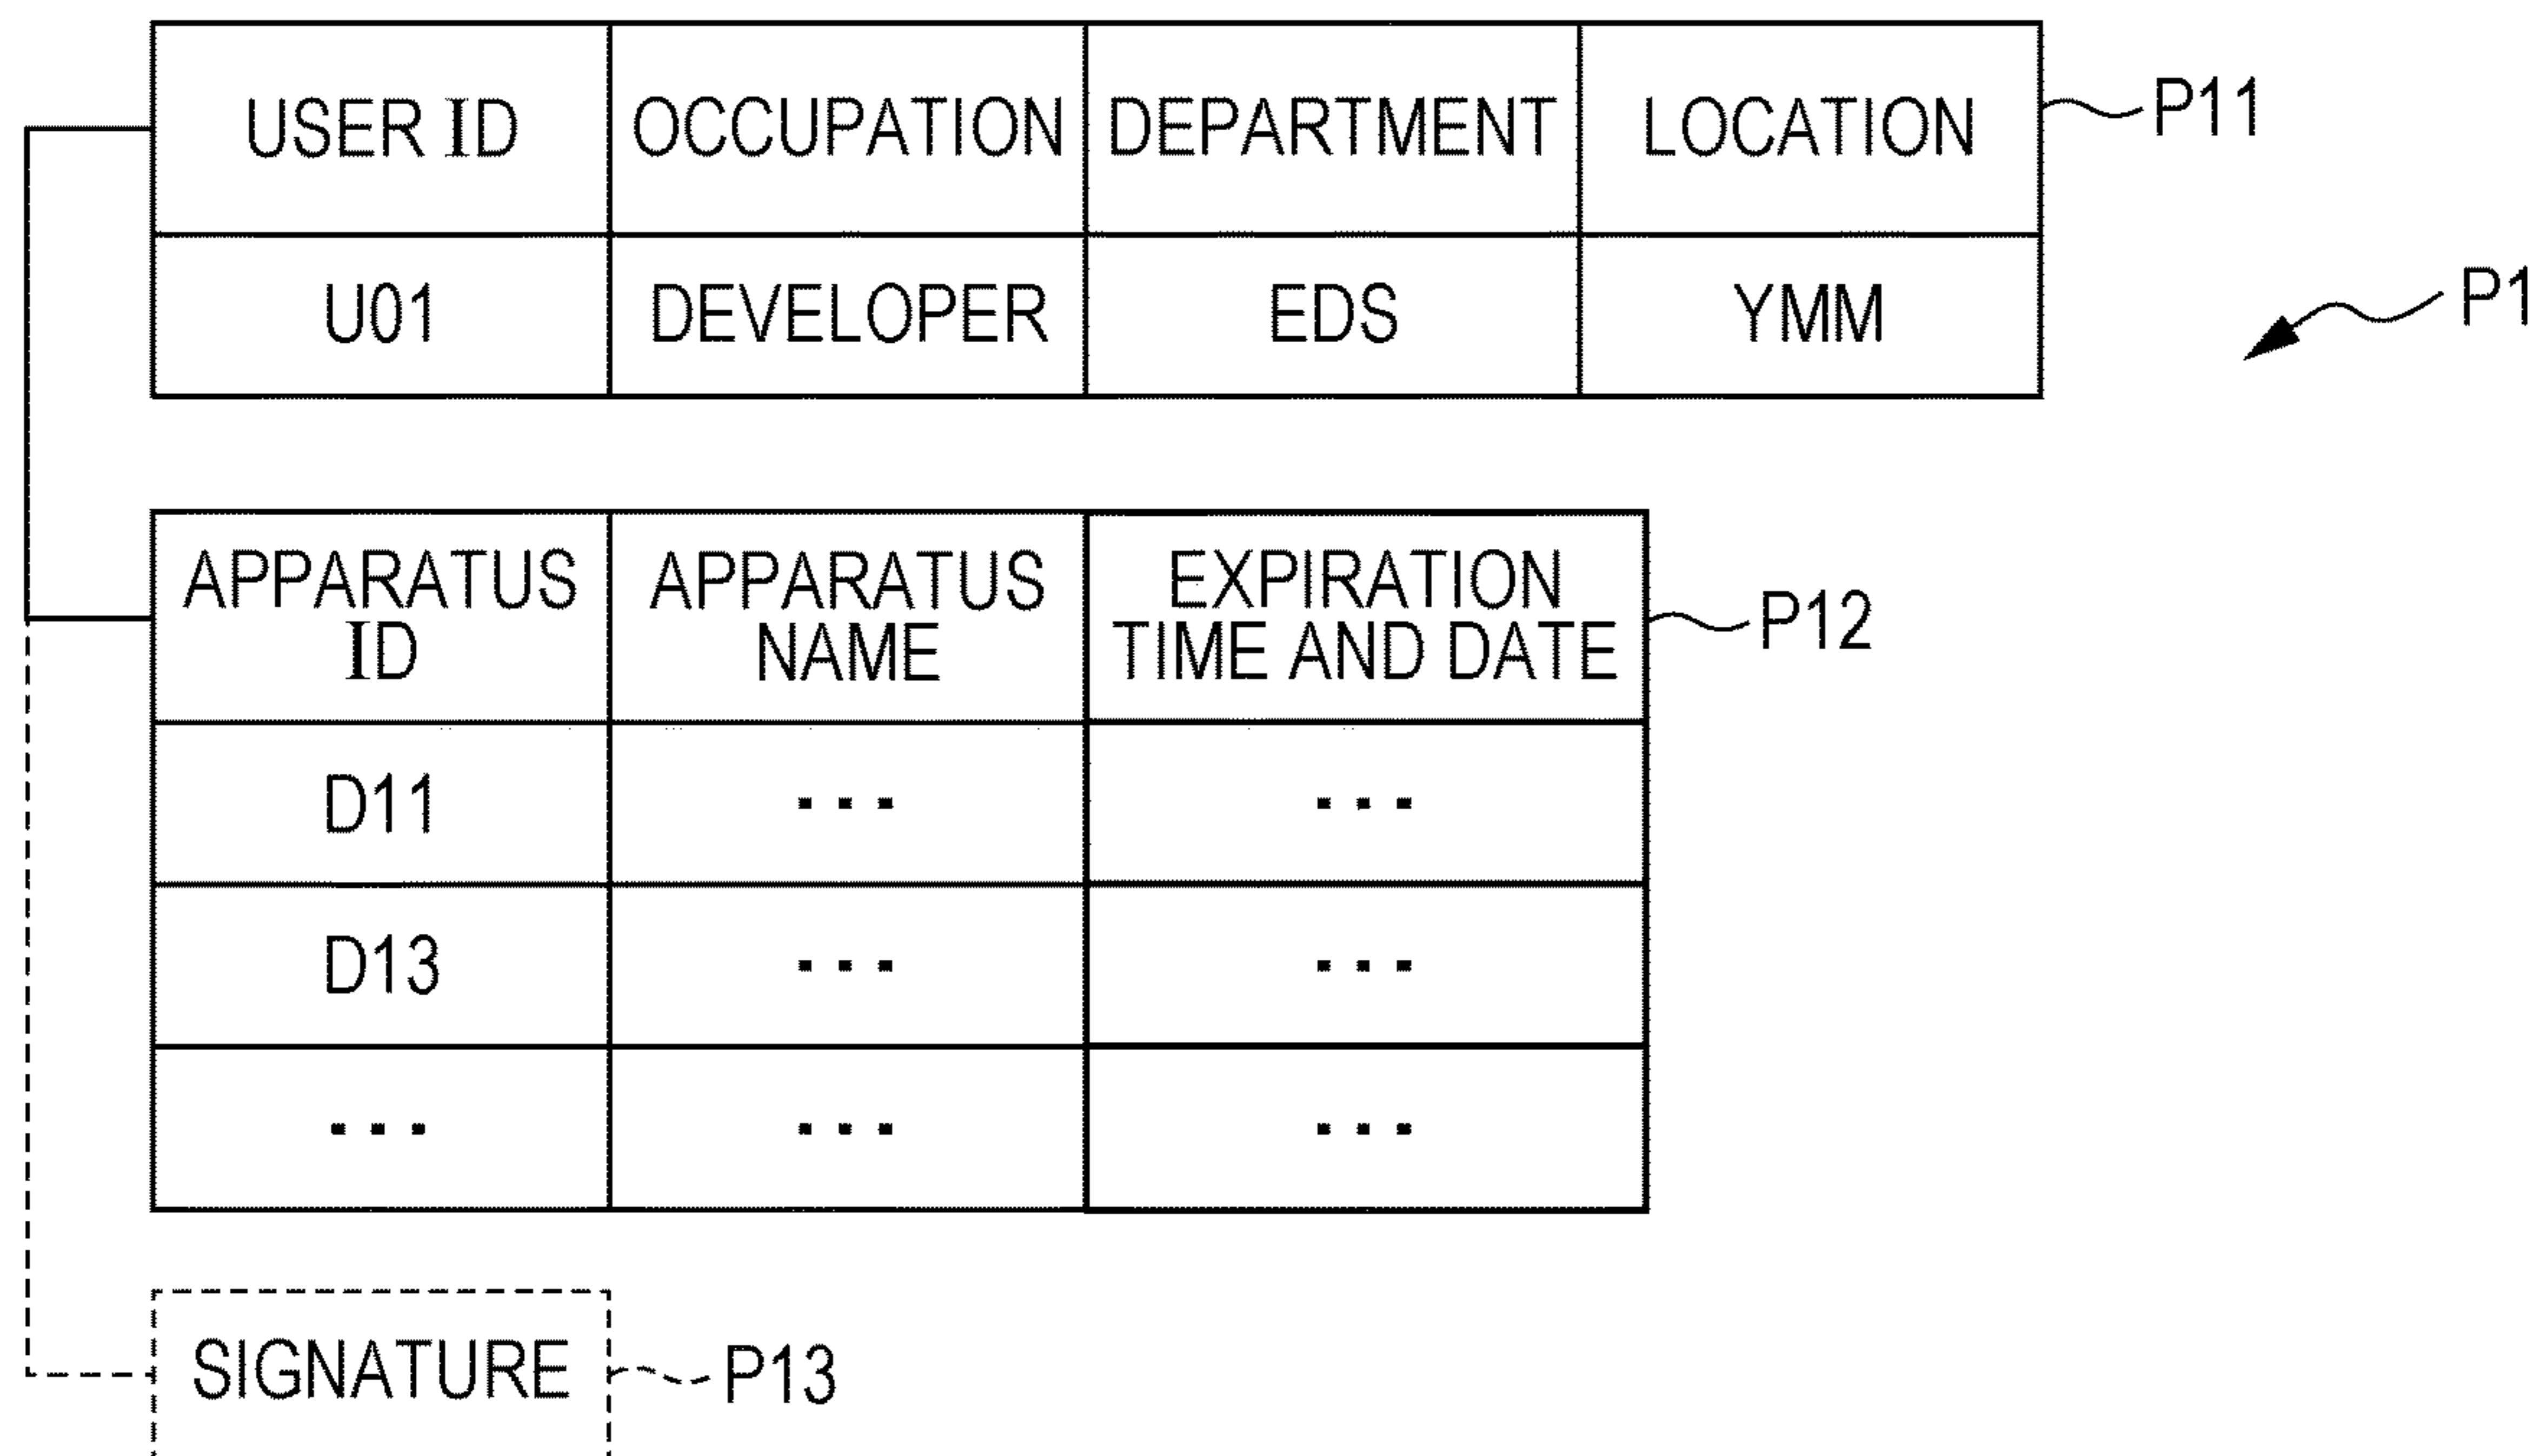 USER ID OCCUPATION DEPARTMENT LOCATION P11
U01 DEVELOPER EDS YMM P1
APPARATUS ID APPARATUS NAME EXPIRATION TIME AND DATE P12
D11 ... ...
D13 ... ...
... ... ...
SIGNATURE P13